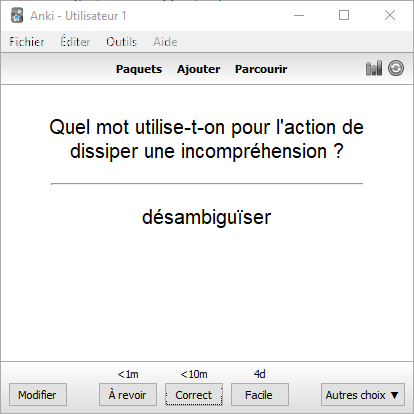 Anki - Utilisateur 1
Fichier Éditer Outils Aide
Paquets Ajouter Parcourir
Quel mot utilise-t-on pour l'action de
dissiper une incompréhension ?
désambiguïser
<1m <10m 4d
Modifier À revoir Correct Facile Autres choix ▼